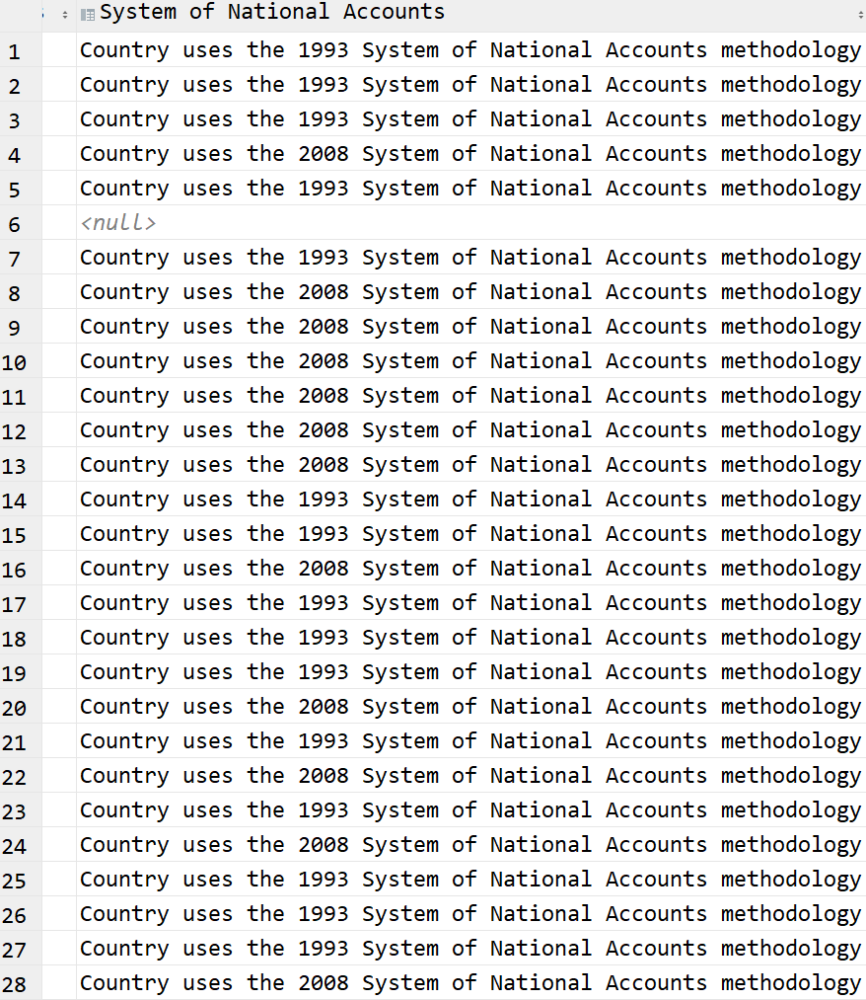 System of National Accounts
1 Country uses the 1993 System of National Accounts methodology
2 Country uses the 1993 System of National Accounts methodology
3 Country uses the 1993 System of National Accounts methodology
4 Country uses the 2008 System of National Accounts methodology
5 Country uses the 1993 System of National Accounts methodology
6 <null>
7 Country uses the 1993 System of National Accounts methodology
8 Country uses the 2008 System of National Accounts methodology
9 Country uses the 2008 System of National Accounts methodology
10 Country uses the 2008 System of National Accounts methodology
11 Country uses the 2008 System of National Accounts methodology
12 Country uses the 2008 System of National Accounts methodology
13 Country uses the 2008 System of National Accounts methodology
14 Country uses the 1993 System of National Accounts methodology
15 Country uses the 1993 System of National Accounts methodology
16 Country uses the 2008 System of National Accounts methodology
17 Country uses the 1993 System of National Accounts methodology
18 Country uses the 1993 System of National Accounts methodology
19 Country uses the 1993 System of National Accounts methodology
20 Country uses the 2008 System of National Accounts methodology
21 Country uses the 1993 System of National Accounts methodology
22 Country uses the 2008 System of National Accounts methodology
23 Country uses the 1993 System of National Accounts methodology
24 Country uses the 2008 System of National Accounts methodology
25 Country uses the 1993 System of National Accounts methodology
26 Country uses the 1993 System of National Accounts methodology
27 Country uses the 1993 System of National Accounts methodology
28 Country uses the 2008 System of National Accounts methodology